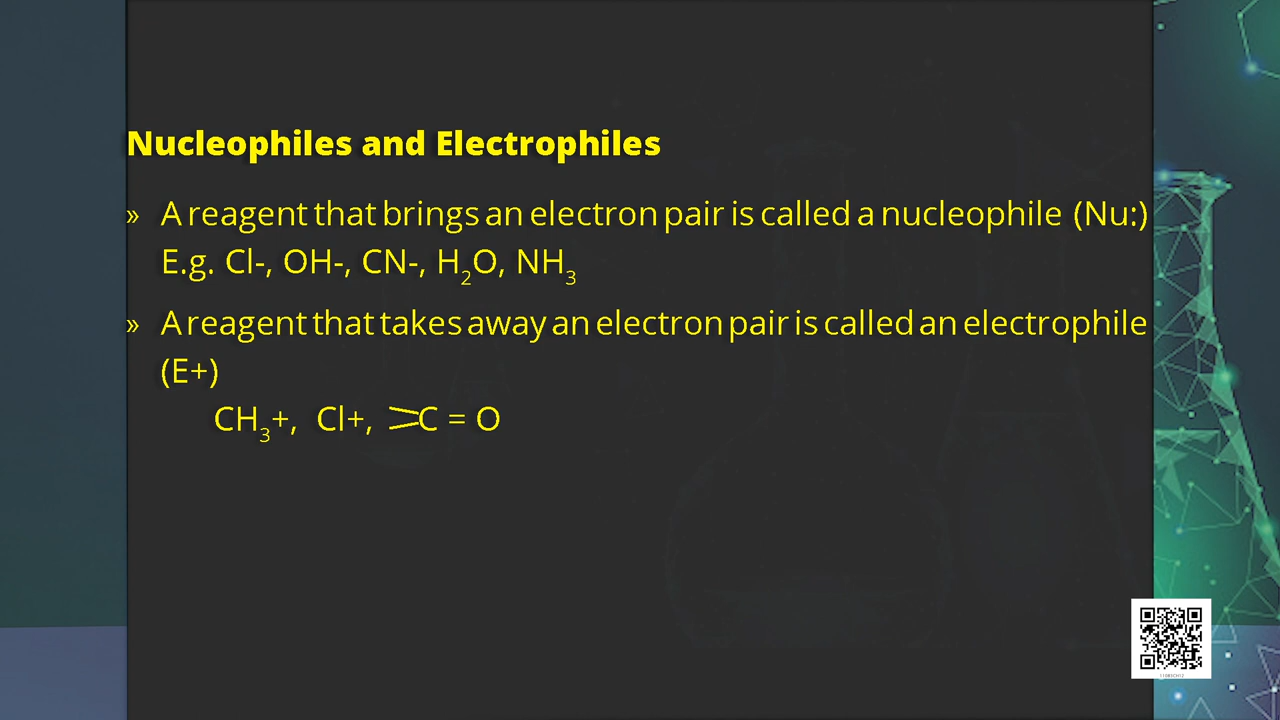 Nucleophiles and Electrophiles
» A reagent that brings an electron pair is called a nucleophile (Nu:)
E.g. Cl-, OH-, CN-, H₂O, NH₃
» A reagent that takes away an electron pair is called an electrophile
(E+)
CH₃+, Cl+, >C = O